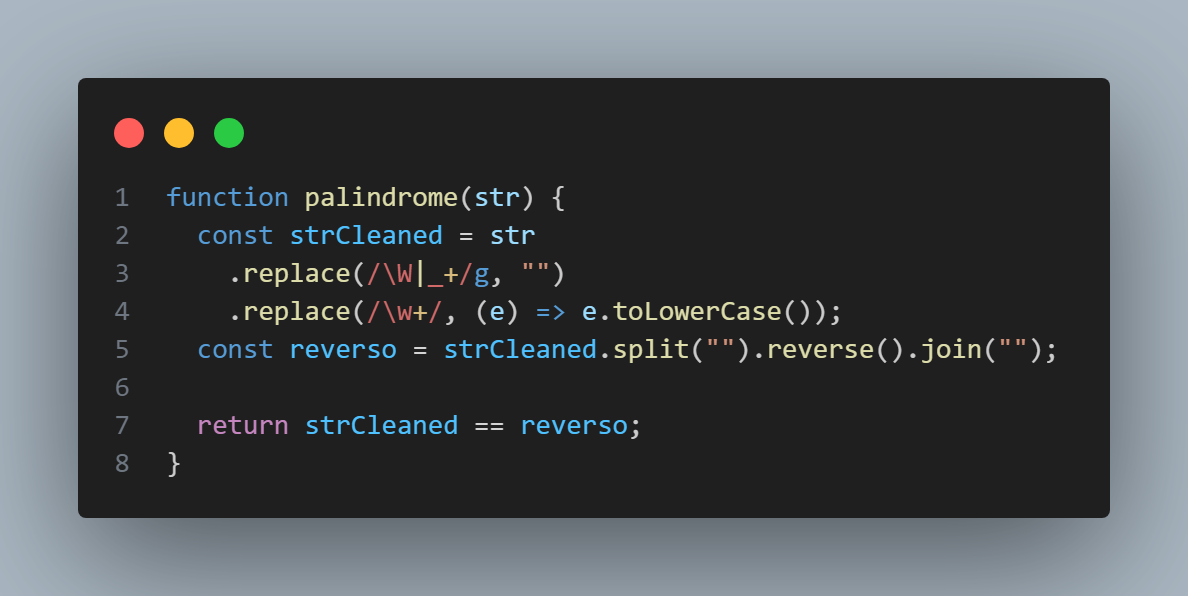 1 function palindrome(str) {
2   const strCleaned = str
3     .replace(/\W|_+/g, "")
4     .replace(/\w+/, (e) => e.toLowerCase());
5   const reverso = strCleaned.split("").reverse().join("");
6
7   return strCleaned == reverso;
8 }